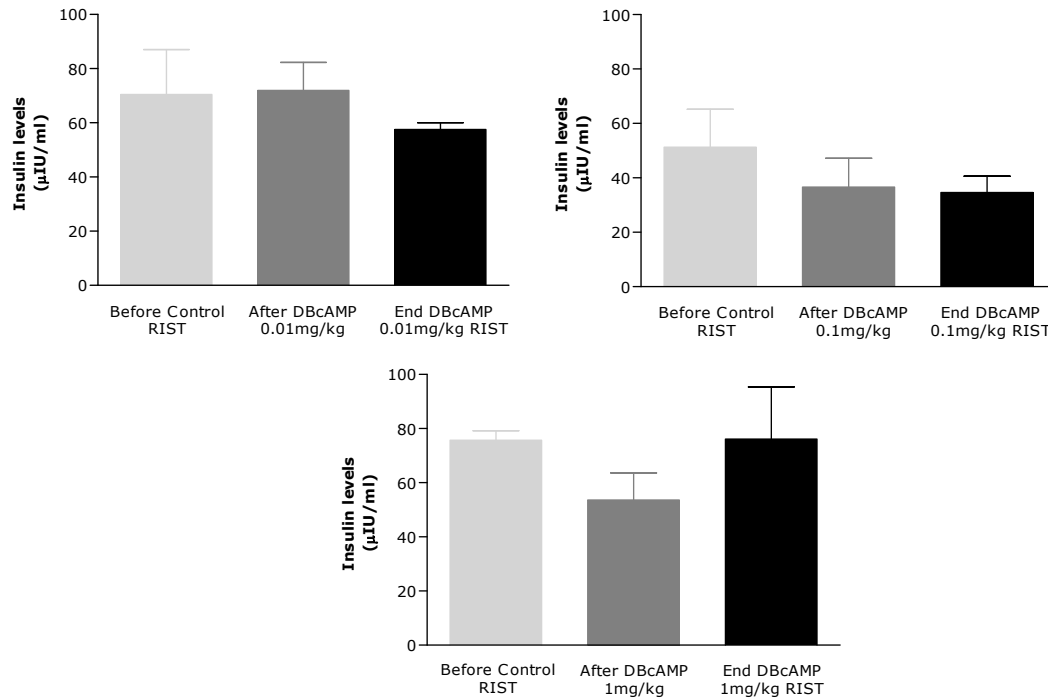 100
80
60
40
20
0
Insulin levels
(μIU/ml)
Before Control
RIST
After DBcAMP
0.01mg/kg
End DBcAMP
0.01mg/kg RIST
100
80
60
40
20
0
Insulin levels
(μIU/ml)
Before Control
RIST
After DBcAMP
0.1mg/kg
End DBcAMP
0.1mg/kg RIST
100
80
60
40
20
0
Insulin levels
(μIU/ml)
Before Control
RIST
After DBcAMP
1mg/kg
End DBcAMP
1mg/kg RIST